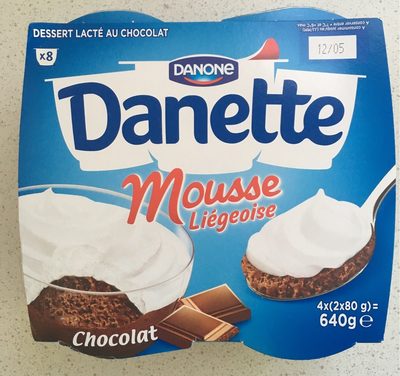 DESSERT LACTÉ AU CHOCOLAT
x8
12/05
DANONE
Danette
Mousse
Liégeoise
Chocolat
4x(2x80 g)=
640g e